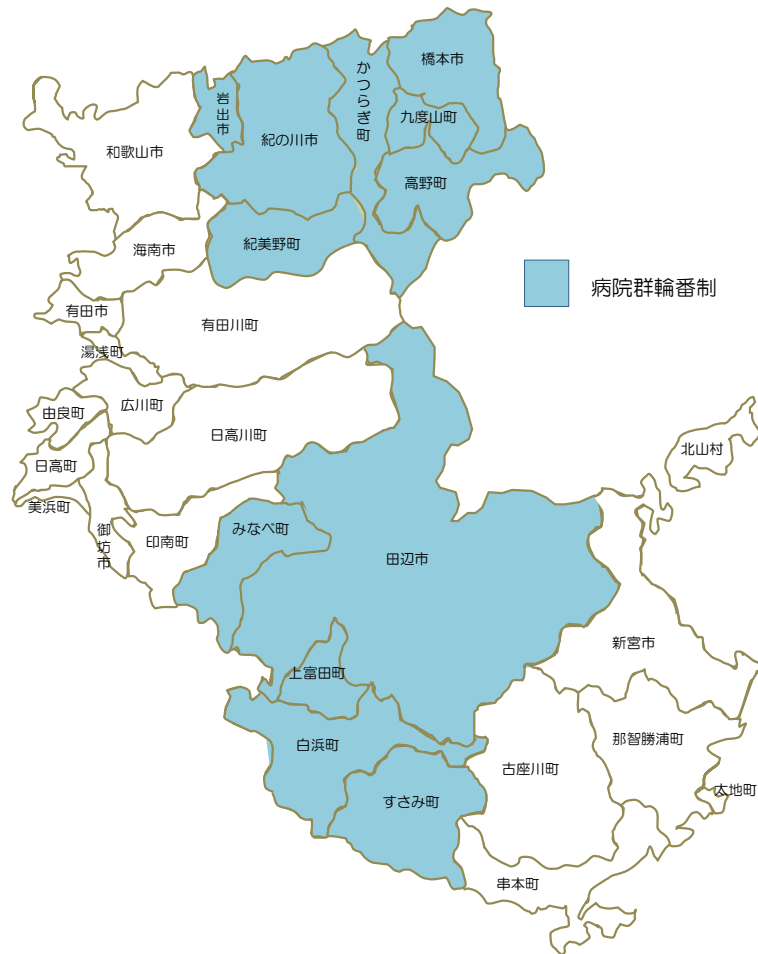 橋本市
かつらぎ町
岩出市
九度山町
紀の川市
和歌山市
高野町
紀美野町
海南市
病院群輪番制
有田市
有田川町
湯浅町
広川町
由良町
日高川町
北山村
日高町
美浜町
みなべ町
御坊市
印南町
田辺市
新宮市
上富田町
白浜町
那智勝浦町
古座川町
太地町
すさみ町
串本町